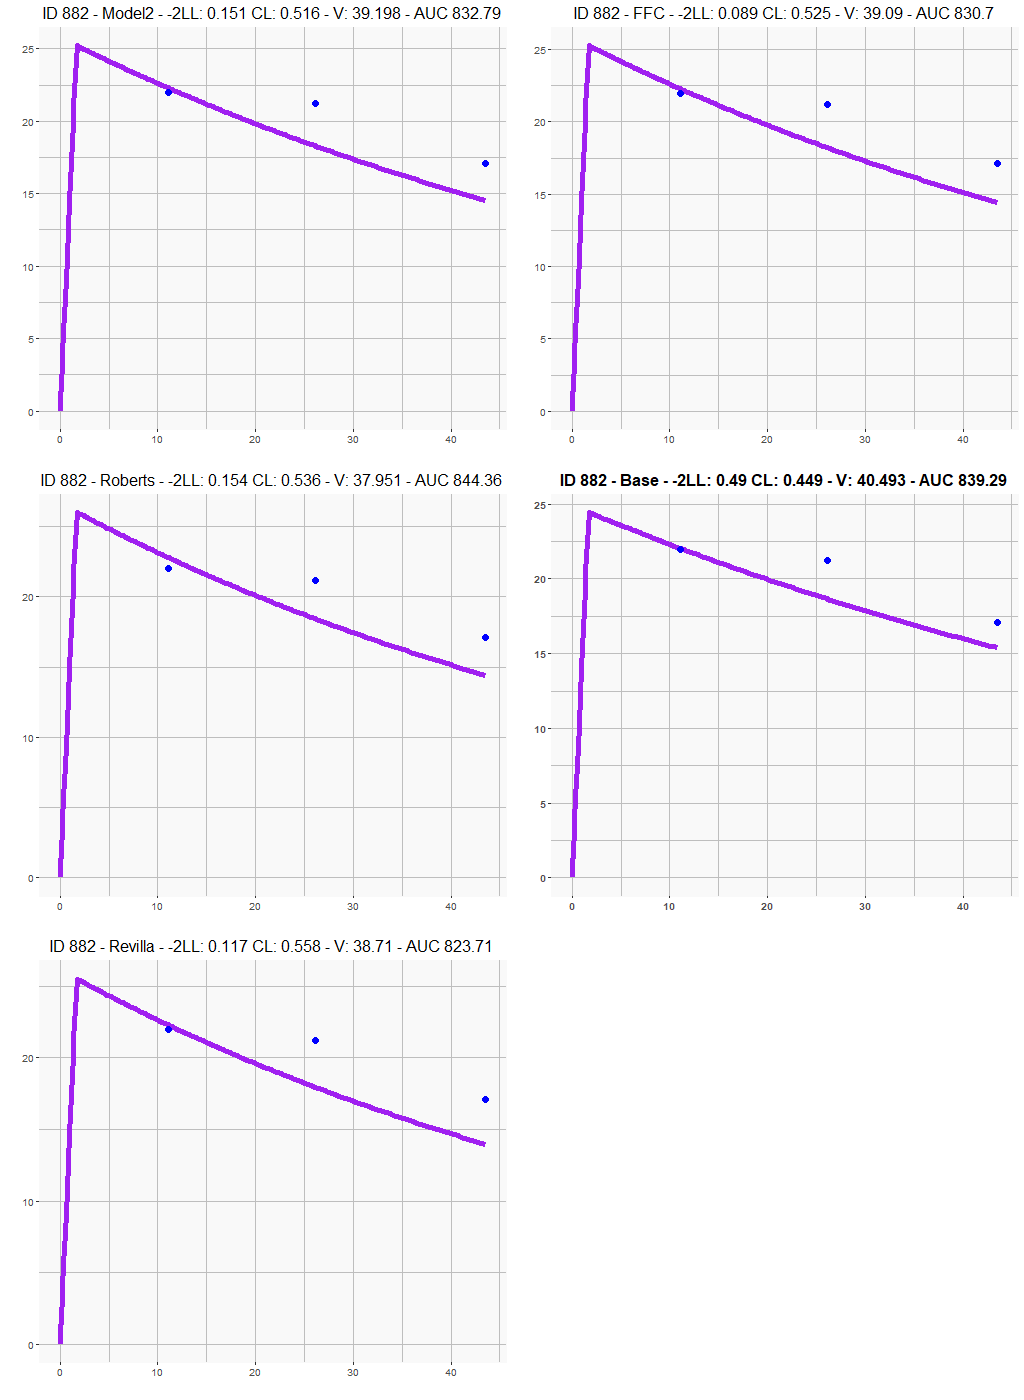 ID 882 - Model2 - -2LL: 0.151 CL: 0.516 - V: 39.198 - AUC 832.79
25
20
15
10
5
0
0 10 20 30 40
ID 882 - FFC - -2LL: 0.089 CL: 0.525 - V: 39.09 - AUC 830.7
25
20
15
10
5
0
0 10 20 30 40
ID 882 - Roberts - -2LL: 0.154 CL: 0.536 - V: 37.951 - AUC 844.36
20
10
0
0 10 20 30 40
ID 882 - Base - -2LL: 0.49 CL: 0.449 - V: 40.493 - AUC 839.29
25
20
15
10
5
0
0 10 20 30 40
ID 882 - Revilla - -2LL: 0.117 CL: 0.558 - V: 38.71 - AUC 823.71
20
10
0
0 10 20 30 40